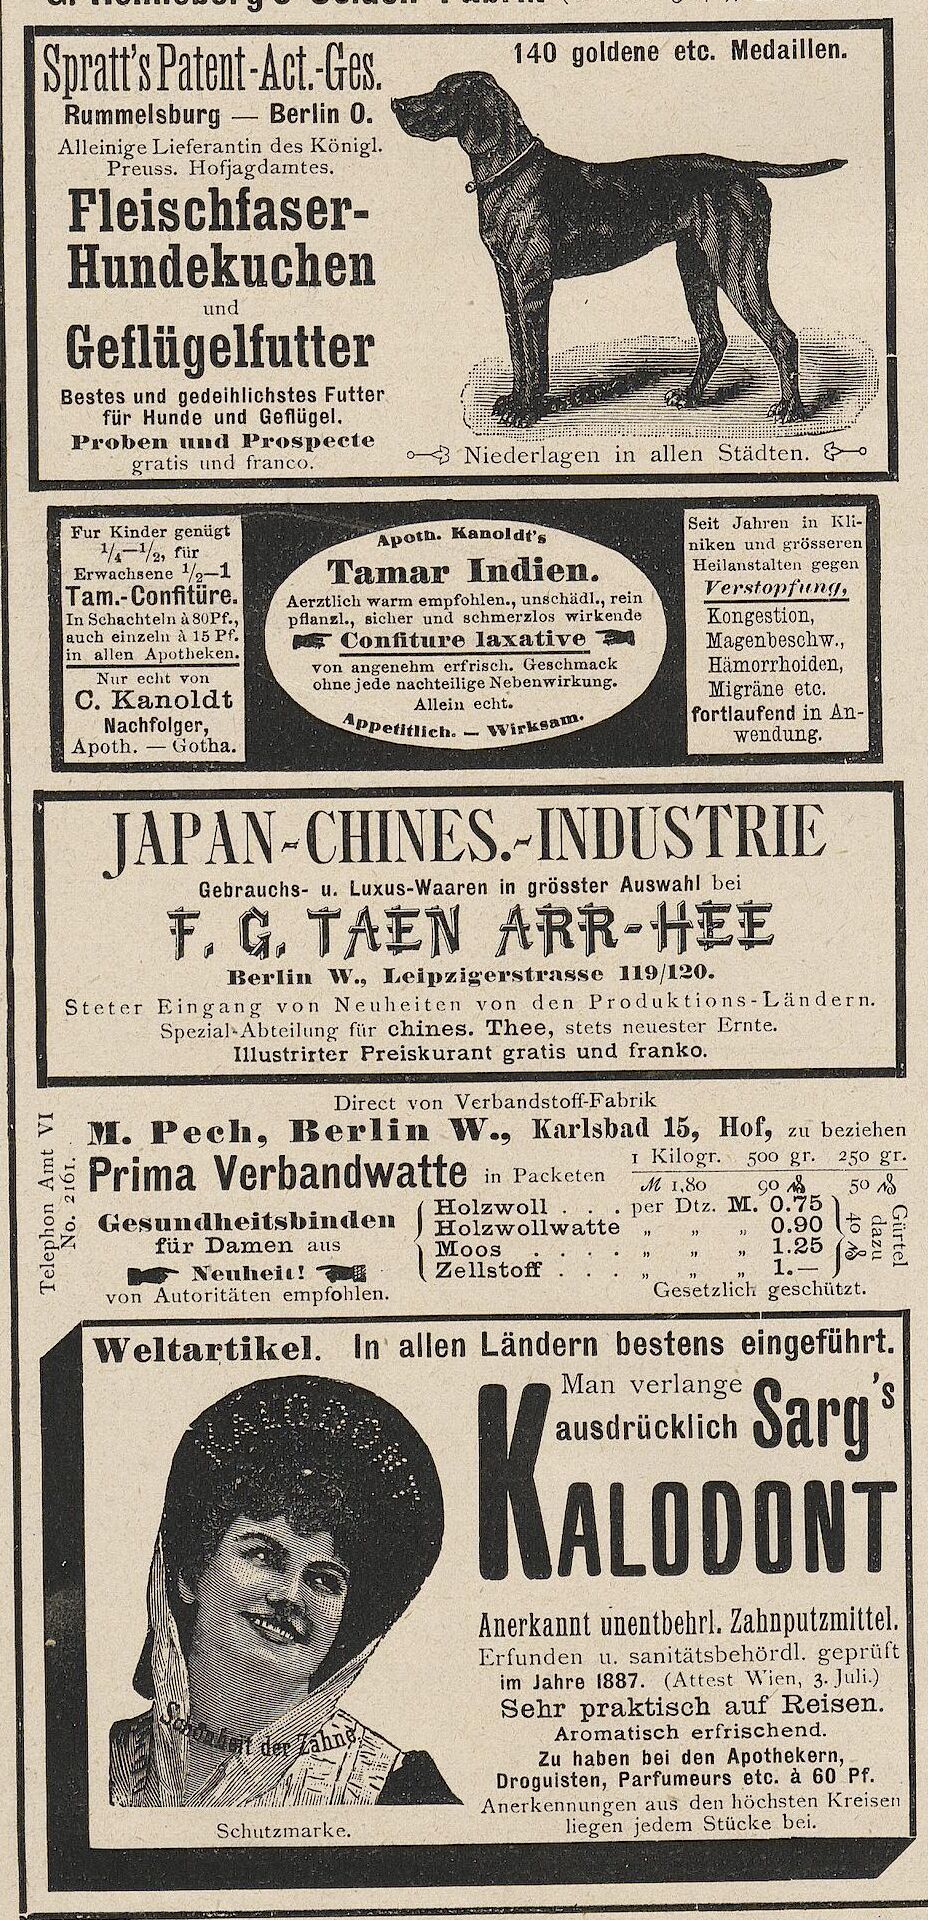 Spratt's Patent-Act.-Ges.
Rummelsburg — Berlin O.
Alleinige Lieferantin des Königl.
Preuss. Hofjagdamtes.
Fleischfaser-
Hundekuchen
und
Geflügelfutter
Bestes und gedeihlichstes Futter
für Hunde und Geflügel.
Proben und Prospecte
gratis und franco.
140 goldene etc. Medaillen.
Niederlagen in allen Städten.
Fur Kinder genügt
1/4—1/2, für
Erwachsene 1/2—1
Tam.-Confitüre.
In Schachteln à 80 Pf.,
auch einzeln à 15 Pf.
in allen Apotheken.
Nur echt von
C. Kanoldt
Nachfolger,
Apoth. — Gotha.
Apoth. Kanoldt's
Tamar Indien.
Aerztlich warm empfohlen., unschädl., rein
pflanzl., sicher und schmerzlos wirkende
Confiture laxative
von angenehm erfrisch. Geschmack
ohne jede nachteilige Nebenwirkung.
Allein echt.
Appetitlich. — Wirksam.
Seit Jahren in Kli-
niken und grösseren
Heilanstalten gegen
Verstopfung,
Kongestion,
Magenbeschw.,
Hämorrhoiden,
Migräne etc.
fortlaufend in An-
wendung.
JAPAN-CHINES.-INDUSTRIE
Gebrauchs- u. Luxus-Waaren in grösster Auswahl bei
F. G. TAEN ARR-HEE
Berlin W., Leipzigerstrasse 119/120.
Steter Eingang von Neuheiten von den Produktions-Ländern.
Spezial-Abteilung für chines. Thee, stets neuester Ernte.
Illustrirter Preiskurant gratis und franko.
Telephon Amt VI
No. 2161.
Direct von Verbandstoff-Fabrik
M. Pech, Berlin W., Karlsbad 15, Hof, zu beziehen
Prima Verbandwatte in Packeten
1 Kilogr. 500 gr. 250 gr.
M 1,80 90 ₰ 50 ₰
Gesundheitsbinden
für Damen aus
Neuheit!
von Autoritäten empfohlen.
Holzwoll . . . per Dtz. M. 0.75
Holzwollwatte „ „ „ 0.90
Moos . . . . „ „ „ 1.25
Zellstoff . . . „ „ „ 1.—
Gürtel
dazu
40 ₰
Gesetzlich geschützt.
Weltartikel. In allen Ländern bestens eingeführt.
Man verlange
ausdrücklich Sarg's
KALODONT
Anerkannt unentbehrl. Zahnputzmittel.
Erfunden u. sanitätsbehördl. geprüft
im Jahre 1887. (Attest Wien, 3. Juli.)
Sehr praktisch auf Reisen.
Aromatisch erfrischend.
Zu haben bei den Apothekern,
Droguisten, Parfumeurs etc. à 60 Pf.
Anerkennungen aus den höchsten Kreisen
liegen jedem Stücke bei.
Schönheit der Zähne
Schutzmarke.